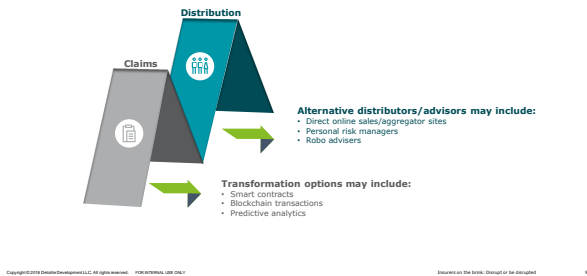 Distribution
Claims
Alternative distributors/advisors may include:
• Direct online sales/aggregator sites
• Personal risk managers
• Robo advisers
Transformation options may include:
• Smart contracts
• Blockchain transactions
• Predictive analytics
Copyright © 2016 Deloitte Development LLC. All rights reserved. FOR INTERNAL USE ONLY
Insurers on the brink: Disrupt or be disrupted